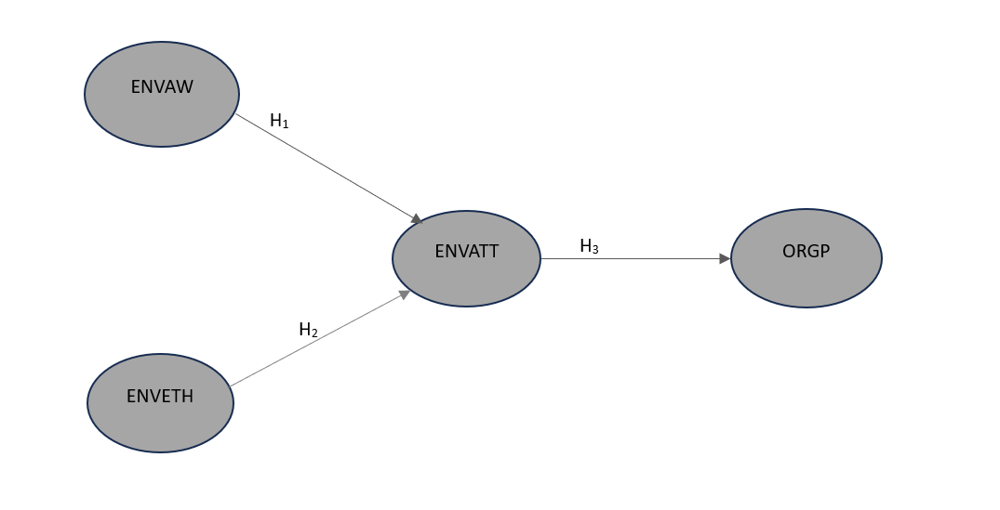 ENVAW
H₁
ENVATT
H₃
ORGP
H₂
ENVETH